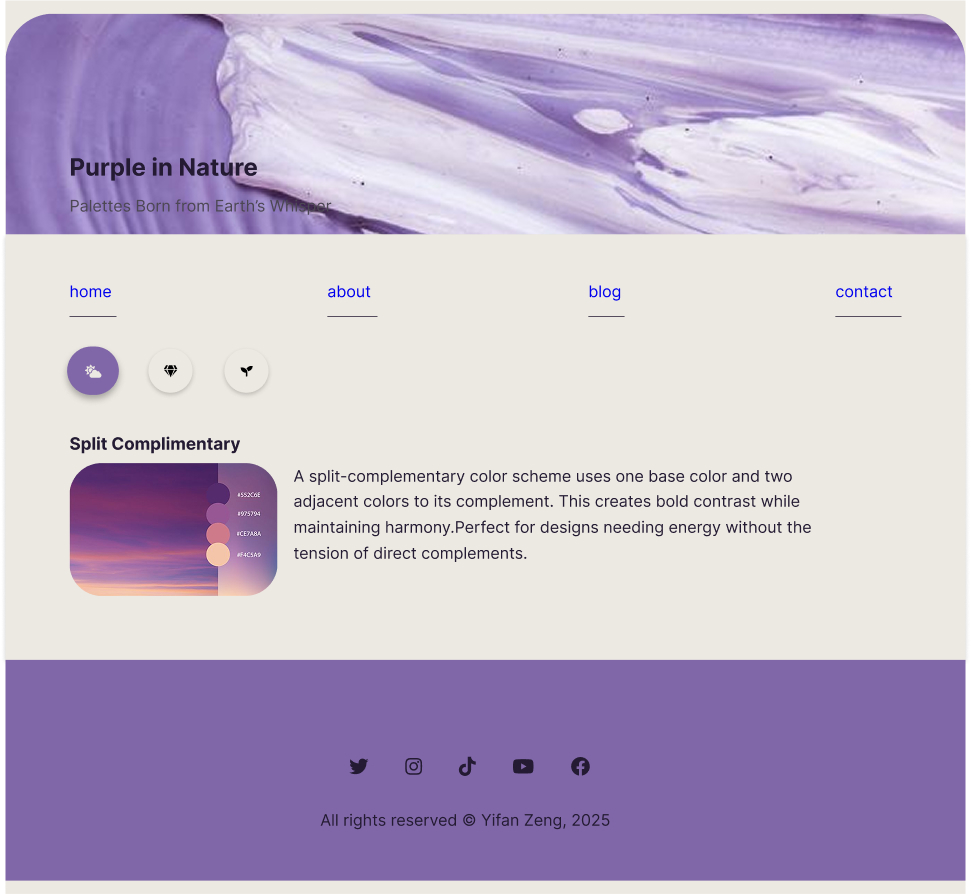 Purple in Nature
Palettes Born from Earth's Whisper
home about blog contact
Split Complimentary
#552C6E
#975794
#CE7A8A
#F4C5A9
A split-complementary color scheme uses one base color and two
adjacent colors to its complement. This creates bold contrast while
maintaining harmony.Perfect for designs needing energy without the
tension of direct complements.
All rights reserved © Yifan Zeng, 2025